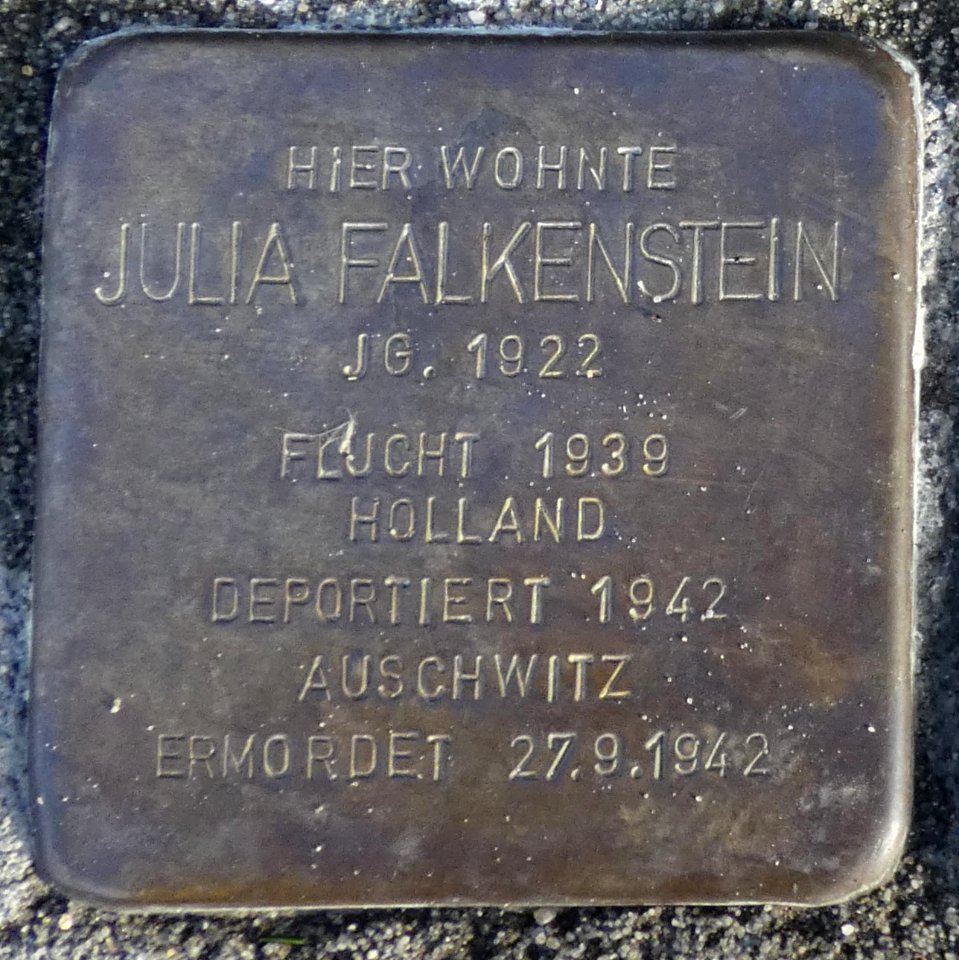 HIER WOHNTE
JULIA FALKENSTEIN
JG. 1922
FLUCHT 1939
HOLLAND
DEPORTIERT 1942
AUSCHWITZ
ERMORDET 27.9.1942